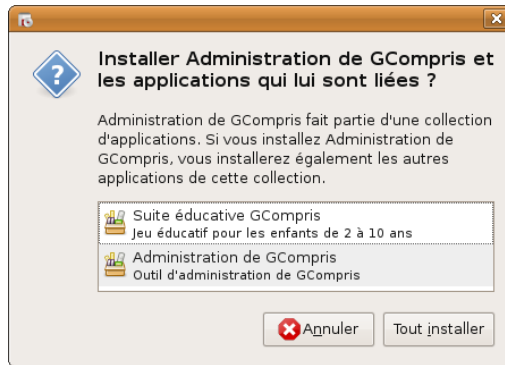 Installer Administration de GCompris et
les applications qui lui sont liées ?
Administration de GCompris fait partie d'une collection
d'applications. Si vous installez Administration de
GCompris, vous installerez également les autres
applications de cette collection.
Suite éducative GCompris
Jeu éducatif pour les enfants de 2 à 10 ans
Administration de GCompris
Outil d'administration de GCompris
Annuler
Tout installer